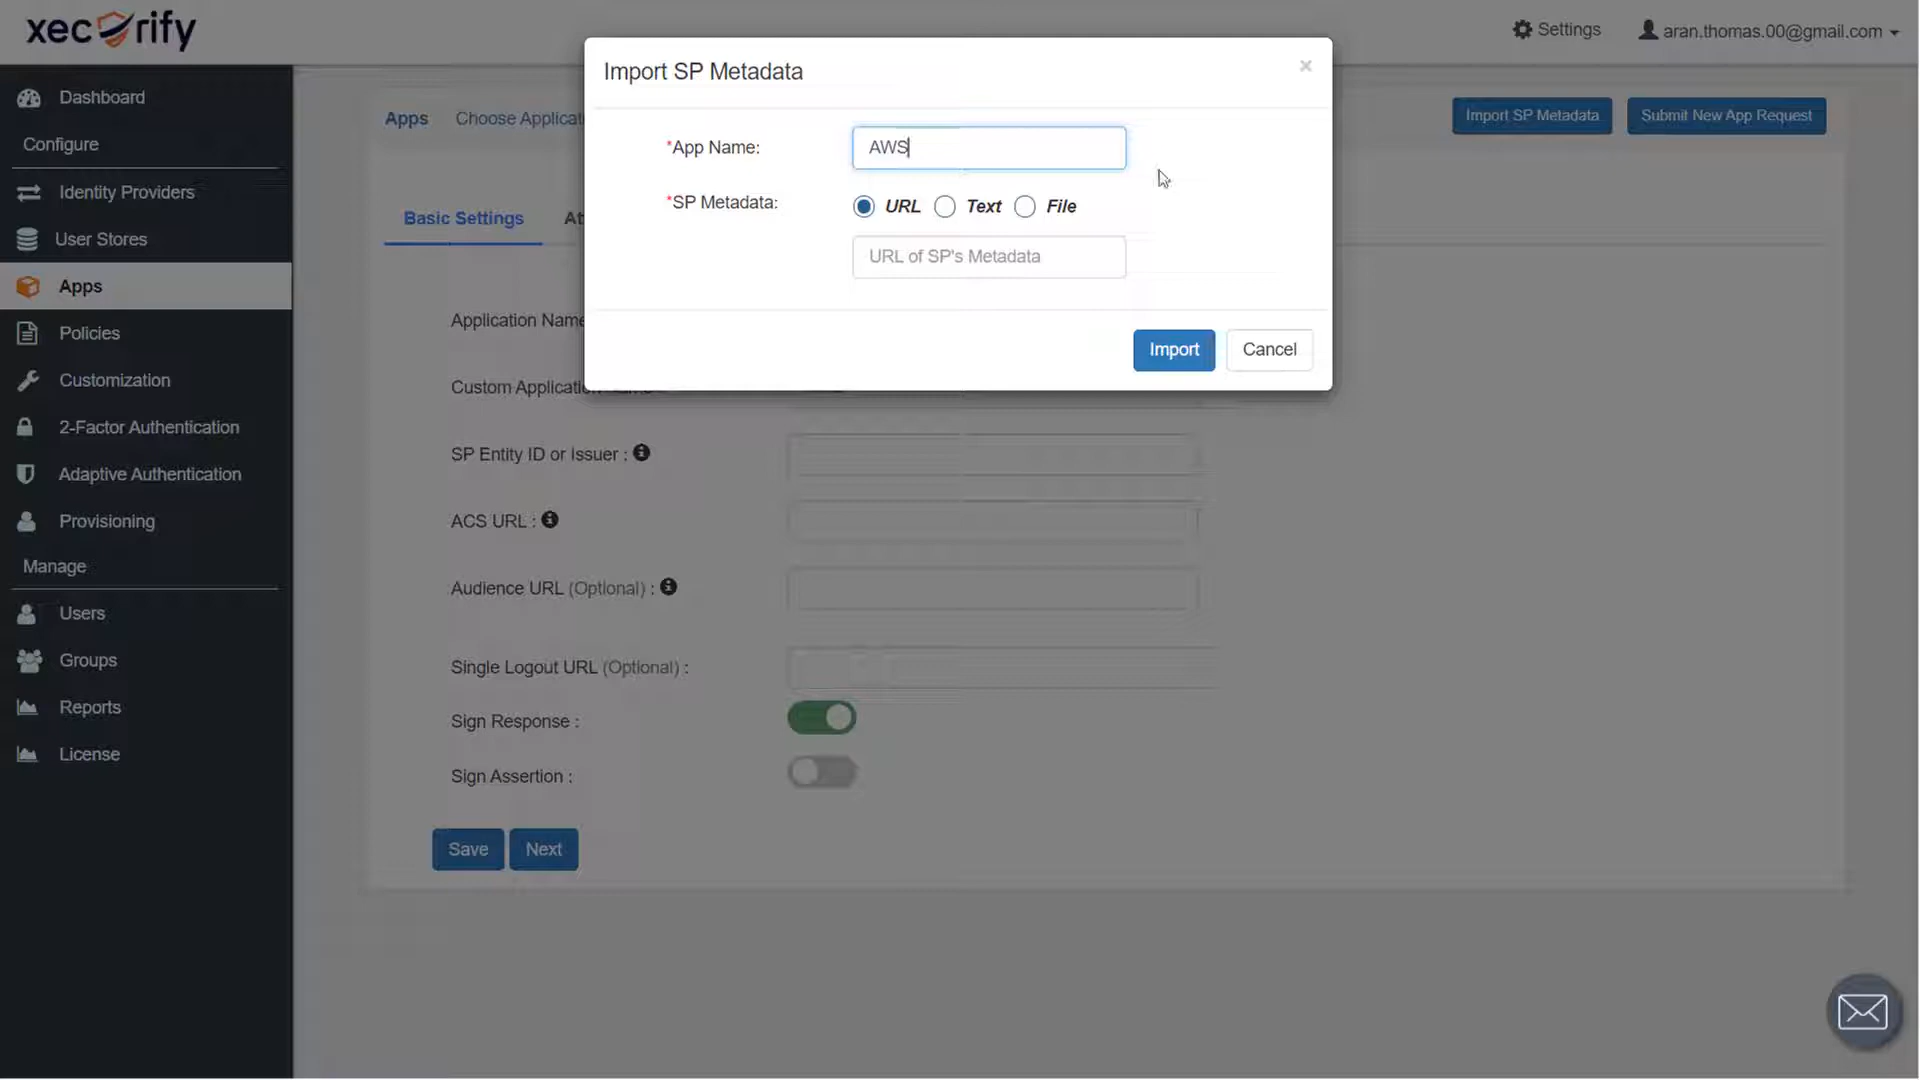 xecurify
Settings
aran.thomas.00@gmail.com
Import SP Metadata
×
*App Name:
AWS
*SP Metadata:
URL
Text
File
URL of SP's Metadata
Import
Cancel
Dashboard
Configure
Identity Providers
User Stores
Apps
Policies
Customization
2-Factor Authentication
Adaptive Authentication
Provisioning
Manage
Users
Groups
Reports
License
Apps
Choose Applicati
Import SP Metadata
Submit New App Request
Basic Settings
At
Application Name
Custom Application
SP Entity ID or Issuer :
ACS URL :
Audience URL (Optional) :
Single Logout URL (Optional) :
Sign Response :
Sign Assertion :
Save
Next